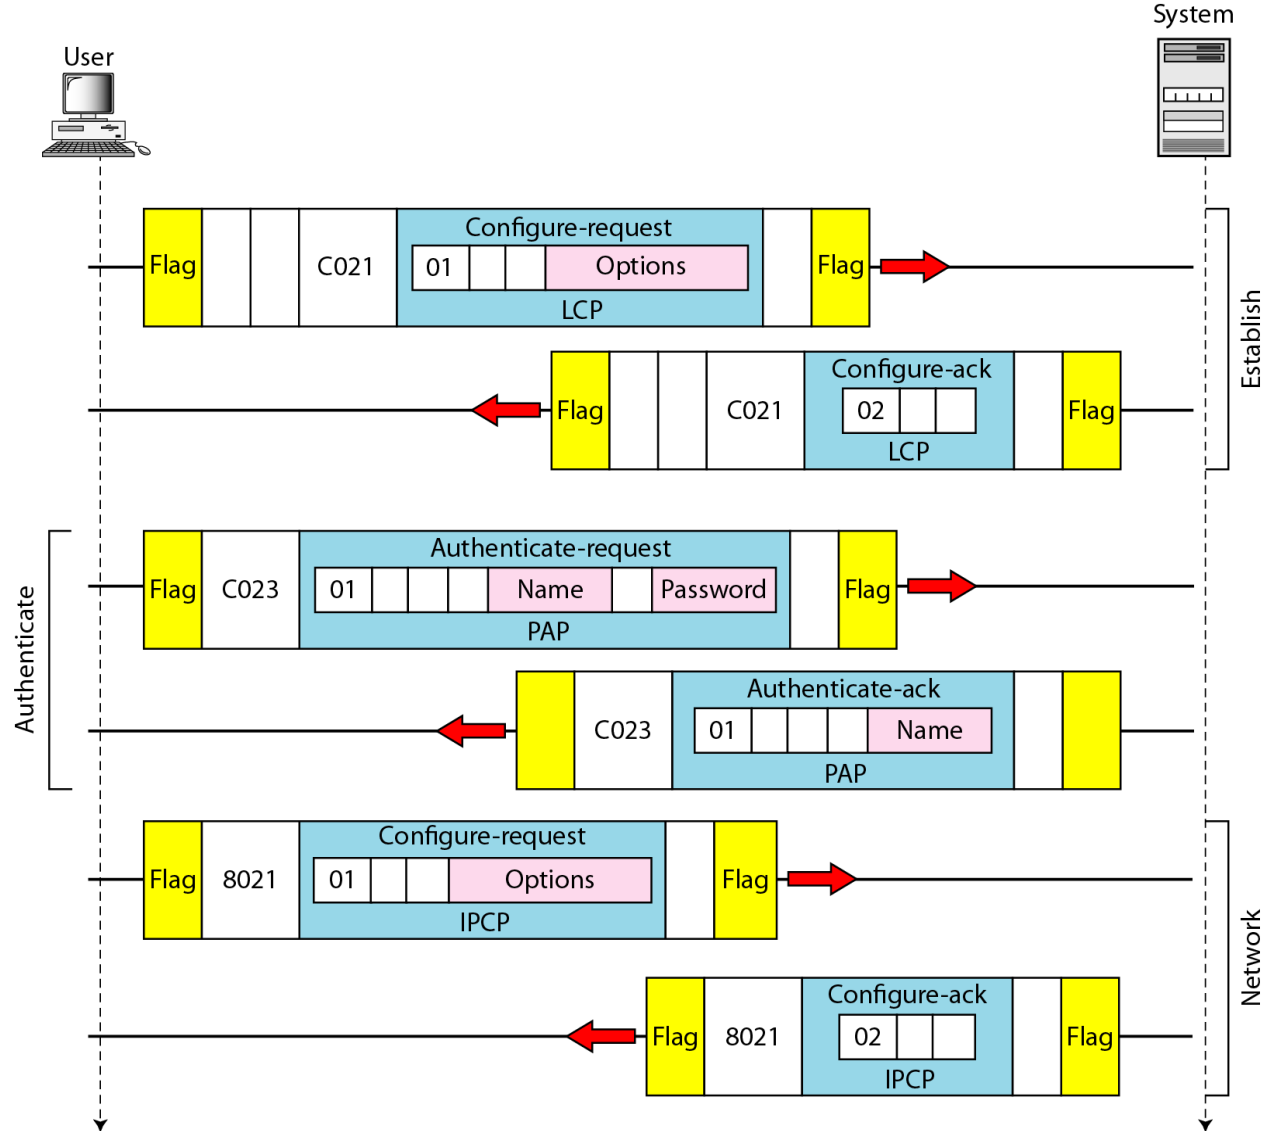 System
User
Configure-request
Flag C021 01 Options Flag
LCP
Establish
Configure-ack
Flag C021 02 Flag
LCP
Authenticate
Authenticate-request
Flag C023 01 Name Password Flag
PAP
Authenticate-ack
C023 01 Name
PAP
Configure-request
Flag 8021 01 Options Flag
IPCP
Network
Configure-ack
Flag 8021 02 Flag
IPCP